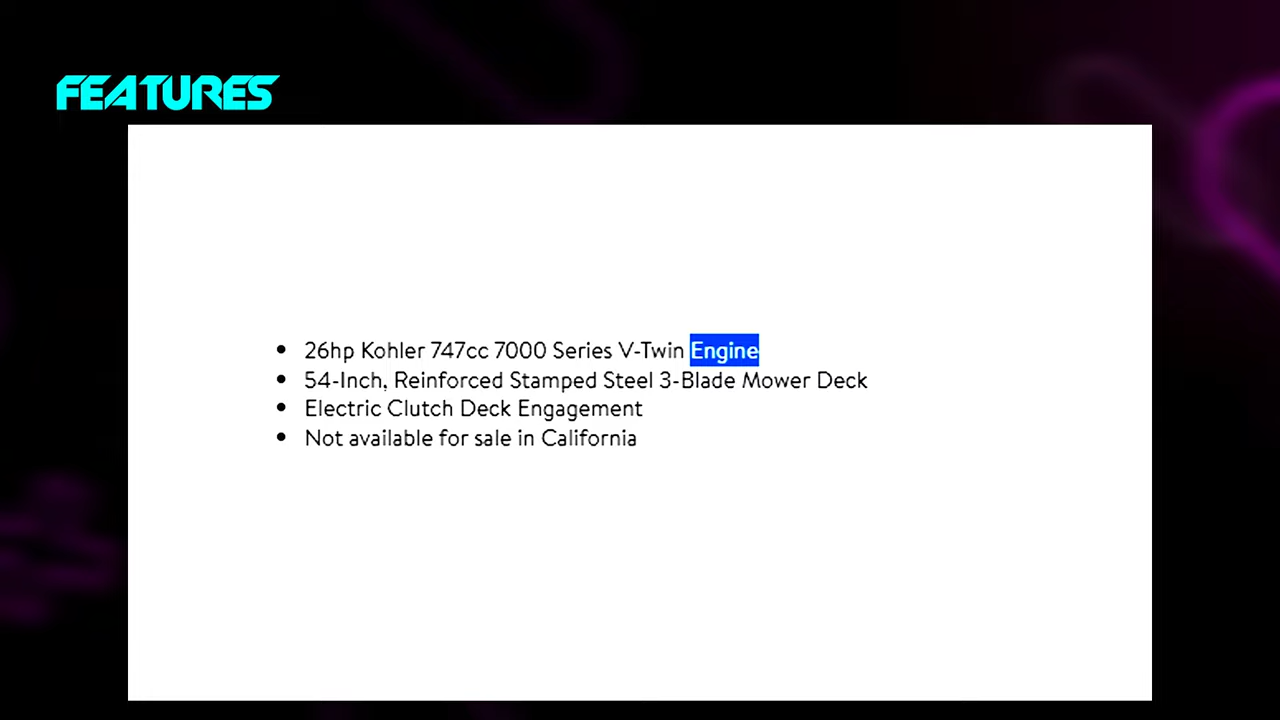 FEATURES
• 26hp Kohler 747cc 7000 Series V-Twin Engine
• 54-Inch, Reinforced Stamped Steel 3-Blade Mower Deck
• Electric Clutch Deck Engagement
• Not available for sale in California